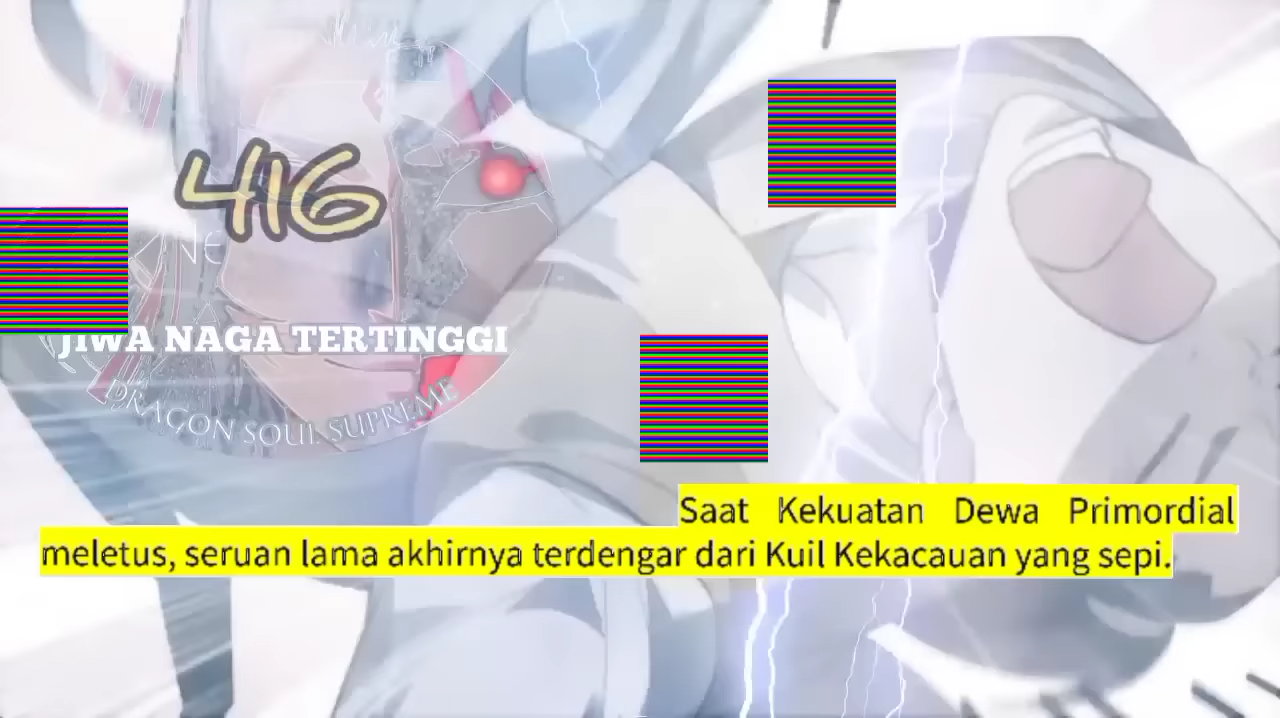 416
JIWA NAGA TERTINGGI
DRAGON SOUL SUPREME
Saat Kekuatan Dewa Primordial
meletus, seruan lama akhirnya terdengar dari Kuil Kekacauan yang sepi.